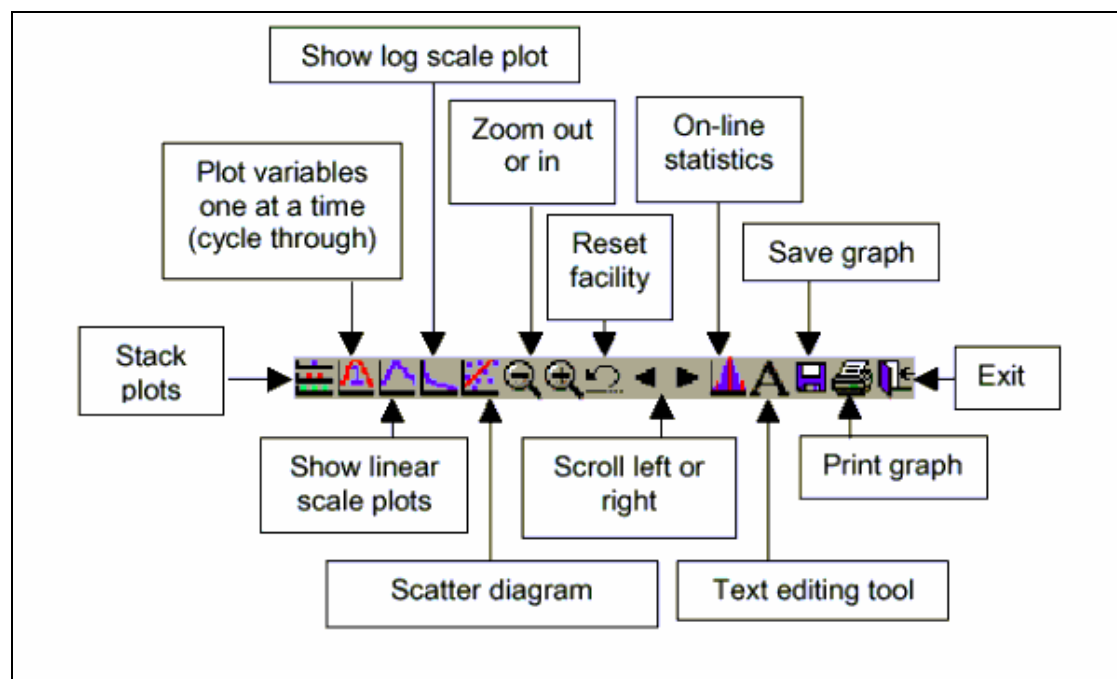 Show log scale plot
Zoom out
or in
On-line
statistics
Plot variables
one at a time
(cycle through)
Reset
facility
Save graph
Stack
plots
1
A
Exit
Show linear
scale plots
Scroll left or
right
Print graph
Scatter diagram
Text editing tool